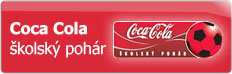 Coca Cola
školský pohár
Coca-Cola
ŠKOLSKÝ POHÁR